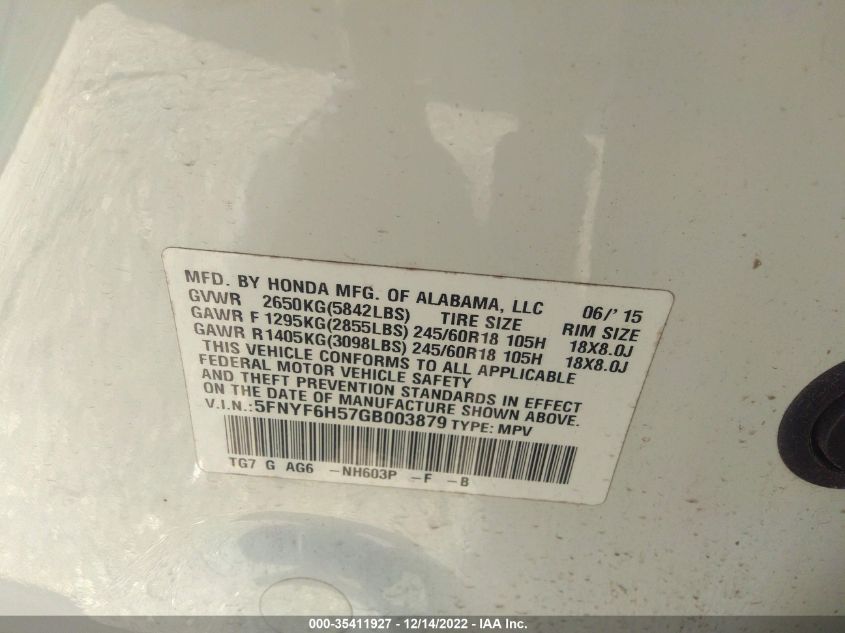 MFD. BY HONDA MFG. OF ALABAMA, LLC 06/' 15
GVWR 2650KG(5842LBS) TIRE SIZE RIM SIZE
GAWR F 1295KG(2855LBS) 245/60R18 105H 18X8.0J
GAWR R 1405KG(3098LBS) 245/60R18 105H 18X8.0J
THIS VEHICLE CONFORMS TO ALL APPLICABLE
FEDERAL MOTOR VEHICLE SAFETY
AND THEFT PREVENTION STANDARDS IN EFFECT
ON THE DATE OF MANUFACTURE SHOWN ABOVE.
V.I.N.:5FNYF6H57GB003879 TYPE: MPV
TG7 G AG6 -NH603P -F -B
000-35411927 - 12/14/2022 - IAA Inc.